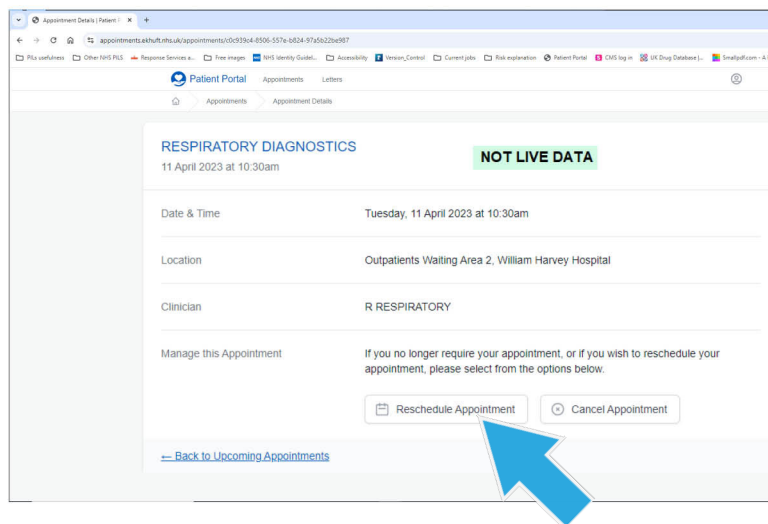 Appointment Details | Patient P
appointments.ekhuft.nhs.uk/appointments/c0c939c4-8506-557e-b824-97a5b22be987
PILs usefulness Other NHS PILS Response Services a... Free images NHS Identity Guidel... Accessibility Version_Control Current jobs Risk explanation Patient Portal CMS log in UK Drug Database |... Smallpdf.com - A
Patient Portal Appointments Letters
Appointments Appointment Details
RESPIRATORY DIAGNOSTICS
NOT LIVE DATA
11 April 2023 at 10:30am
Date & Time Tuesday, 11 April 2023 at 10:30am
Location Outpatients Waiting Area 2, William Harvey Hospital
Clinician R RESPIRATORY
Manage this Appointment If you no longer require your appointment, or if you wish to reschedule your
appointment, please select from the options below.
Reschedule Appointment Cancel Appointment
← Back to Upcoming Appointments